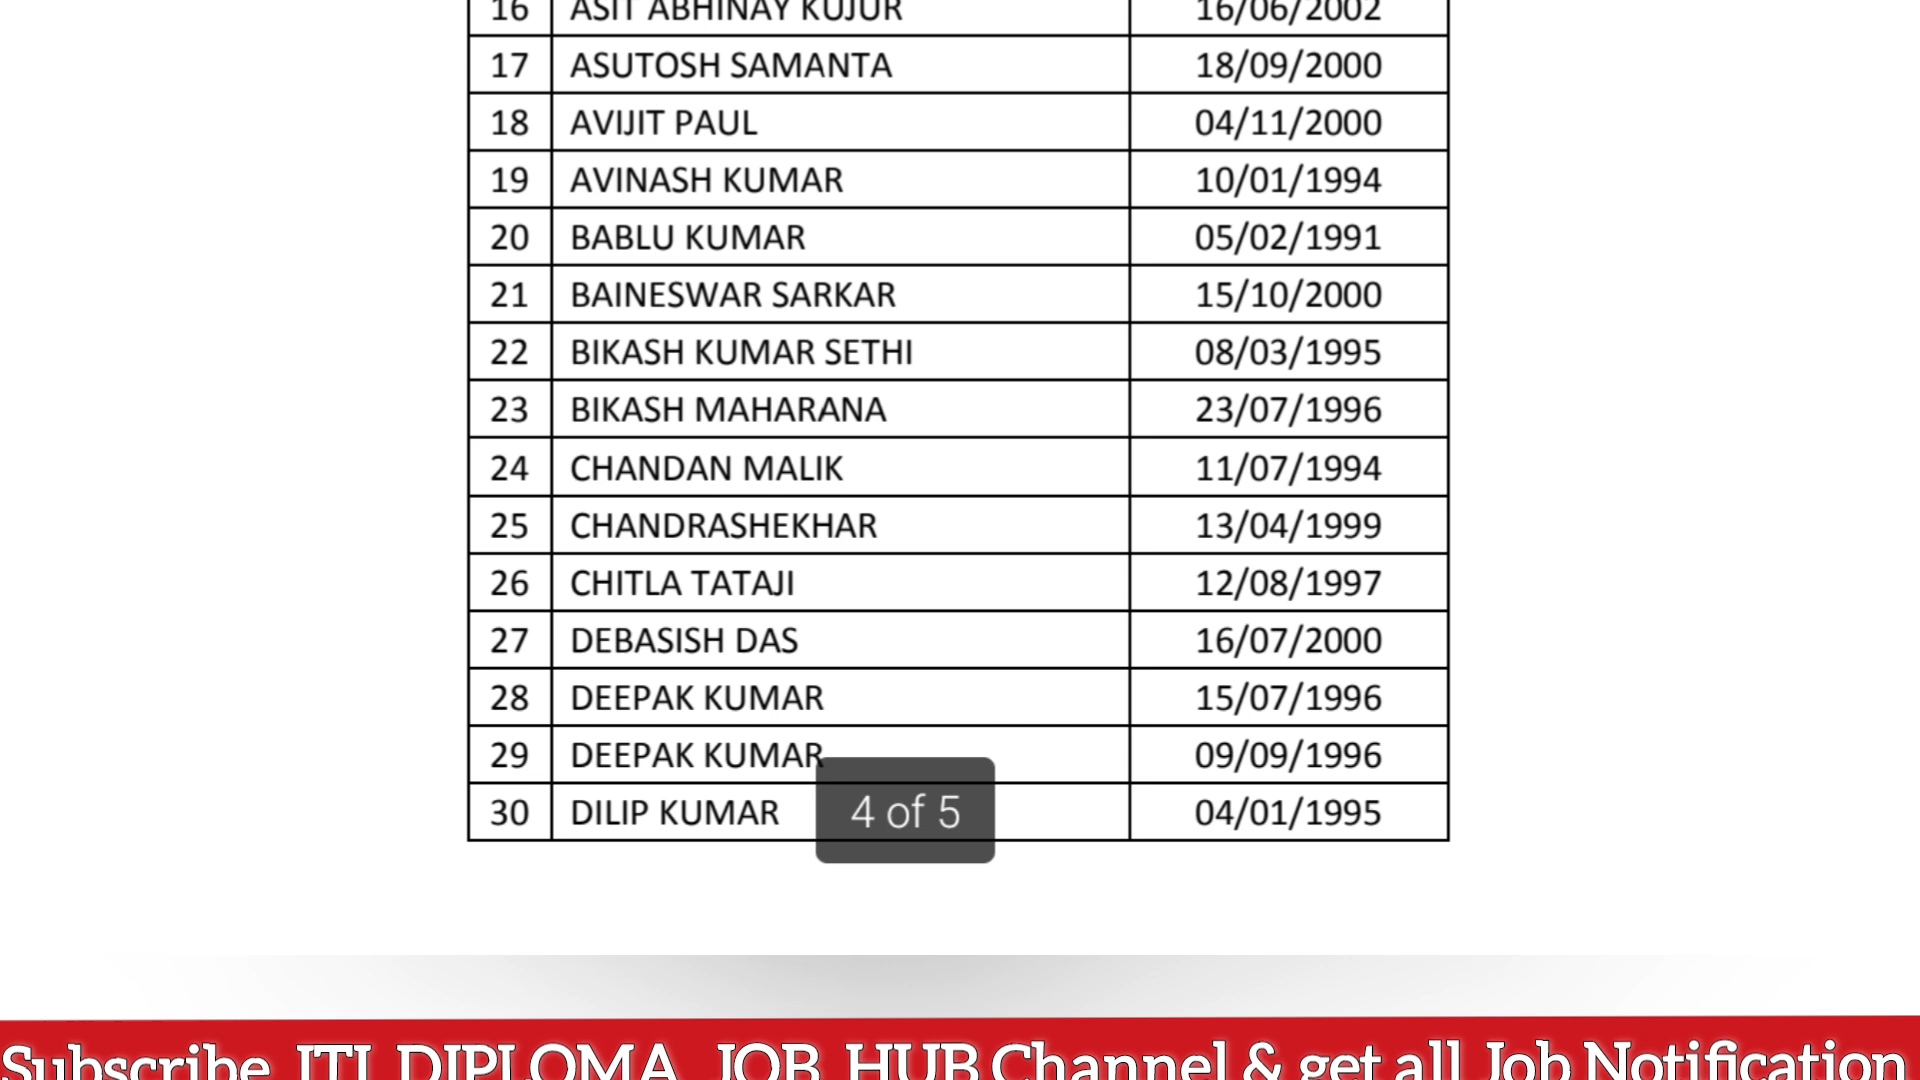 16 ASIT ABHINAY KUJUR 16/06/2002
17 ASUTOSH SAMANTA 18/09/2000
18 AVIJIT PAUL 04/11/2000
19 AVINASH KUMAR 10/01/1994
20 BABLU KUMAR 05/02/1991
21 BAINESWAR SARKAR 15/10/2000
22 BIKASH KUMAR SETHI 08/03/1995
23 BIKASH MAHARANA 23/07/1996
24 CHANDAN MALIK 11/07/1994
25 CHANDRASHEKHAR 13/04/1999
26 CHITLA TATAJI 12/08/1997
27 DEBASISH DAS 16/07/2000
28 DEEPAK KUMAR 15/07/1996
29 DEEPAK KUMAR 09/09/1996
30 DILIP KUMAR 04/01/1995
4 of 5
Subscribe ITI DIPLOMA JOB HUB Channel & get all Job Notification